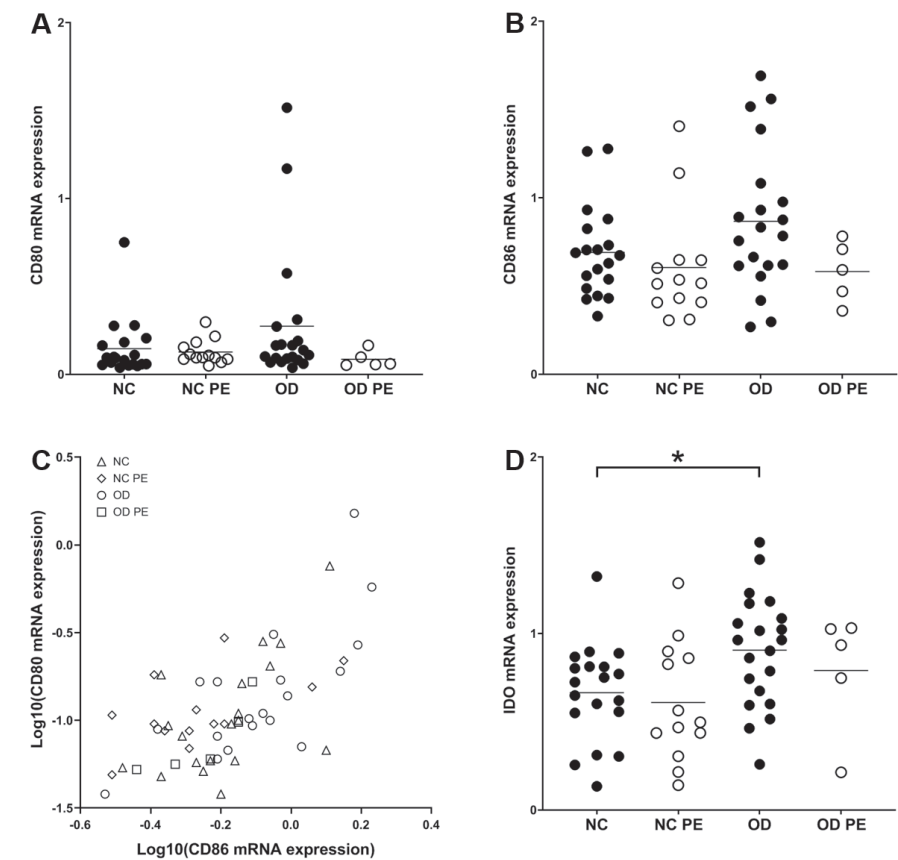 A
B
2
1
0
CD80 mRNA expression
NC
NC PE
OD
OD PE
2
1
0
CD86 mRNA expression
NC
NC PE
OD
OD PE
C
D
0.5
0.0
-0.5
-1.0
-1.5
Log10(CD80 mRNA expression)
NC
NC PE
OD
OD PE
-0.6
-0.4
-0.2
0.0
0.2
0.4
Log10(CD86 mRNA expression)
2
1
0
IDO mRNA expression
*
NC
NC PE
OD
OD PE